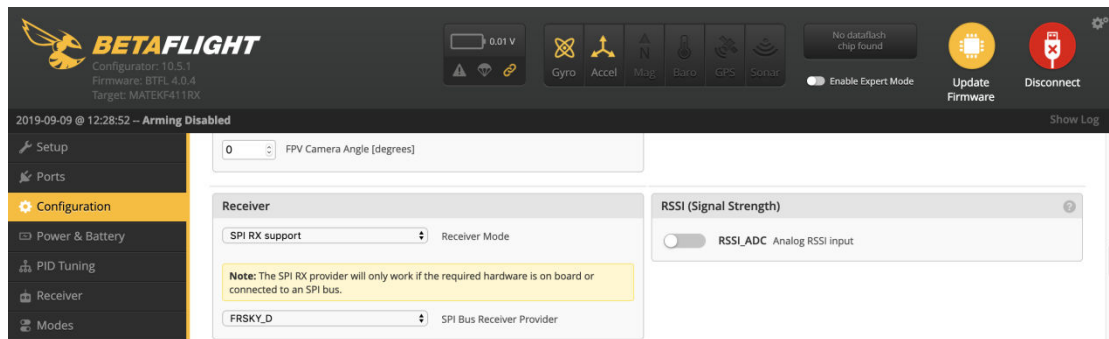 BETAFLIGHT
Configurator: 10.5.1
Firmware: BTFL 4.0.4
Target: MATEKF411RX
0.01 V
Gyro Accel Mag Baro GPS Sonar
No dataflash
chip found
Enable Expert Mode
Update
Firmware
Disconnect
2019-09-09 @ 12:28:52 -- Arming Disabled
Show Log
Setup
Ports
Configuration
Power & Battery
PID Tuning
Receiver
Modes
0 FPV Camera Angle [degrees]
Receiver
SPI RX support Receiver Mode
Note: The SPI RX provider will only work if the required hardware is on board or
connected to an SPI bus.
FRSKY_D SPI Bus Receiver Provider
RSSI (Signal Strength)
RSSI_ADC Analog RSSI input